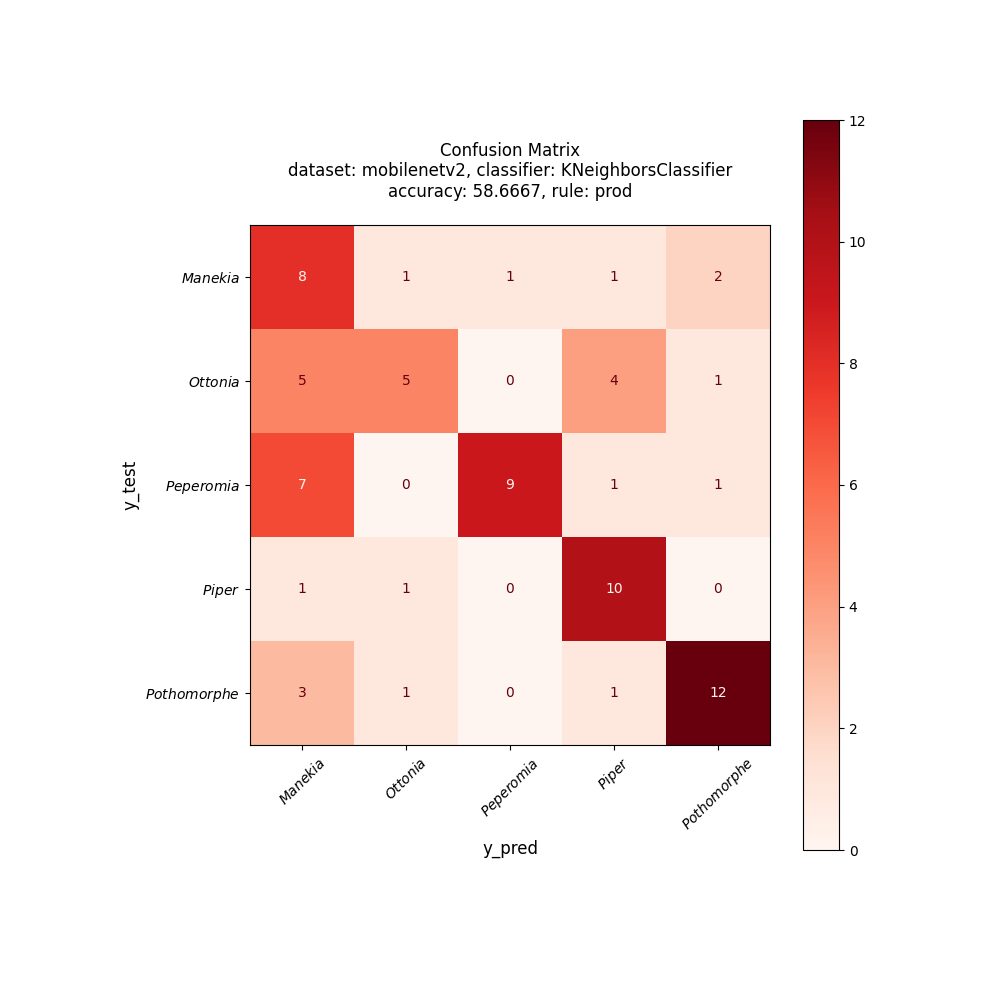 Confusion Matrix
dataset: mobilenetv2, classifier: KNeighborsClassifier
accuracy: 58.6667, rule: prod
12
10
8
6
4
2
0
y_test
Manekia 8 1 1 1 2
Ottonia 5 5 0 4 1
Peperomia 7 0 9 1 1
Piper 1 1 0 10 0
Pothomorphe 3 1 0 1 12
Manekia Ottonia Peperomia Piper Pothomorphe
y_pred